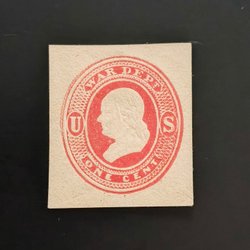 WAR DEPT
U S
ONE CENT